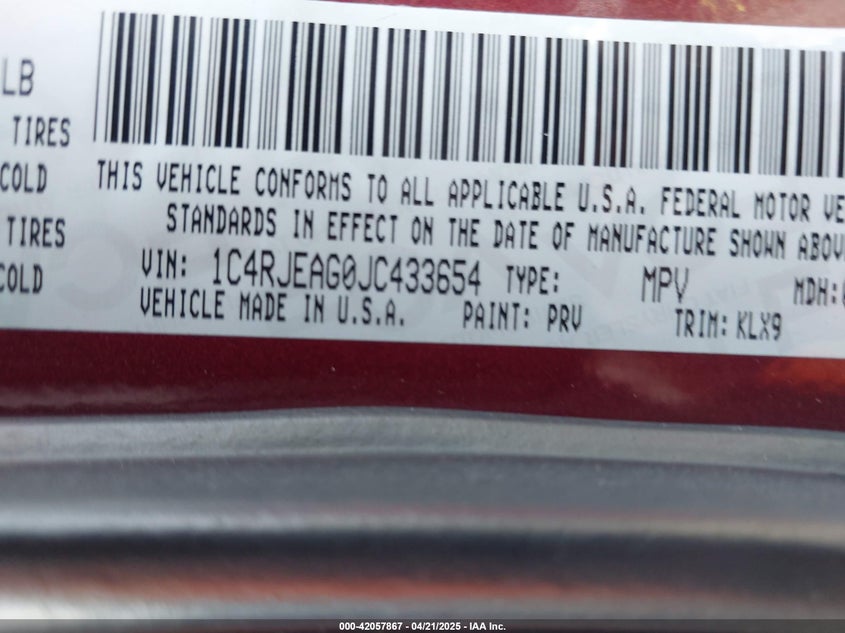 LB
TIRES
COLD
TIRES
COLD
THIS VEHICLE CONFORMS TO ALL APPLICABLE U.S.A. FEDERAL MOTOR VE
STANDARDS IN EFFECT ON THE DATE OF MANUFACTURE SHOWN ABOV
VIN: 1C4RJEAG0JC433654 TYPE: MPV MDH:
VEHICLE MADE IN U.S.A. PAINT: PRV TRIM: KLX9
000-42057867 - 04/21/2025 - IAA Inc.